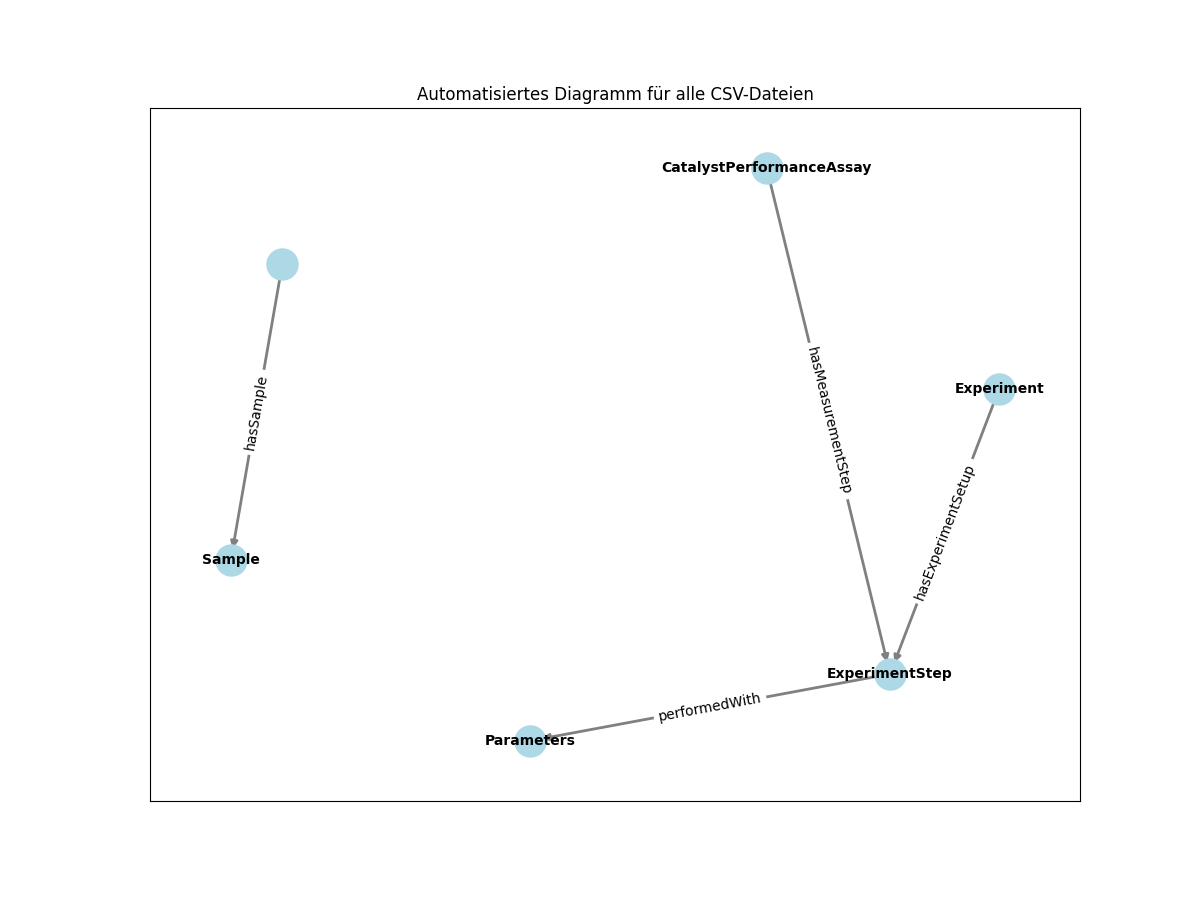 Automatisiertes Diagramm für alle CSV-Dateien
CatalystPerformanceAssay
hasMeasurementStep
Experiment
hasSample
hasExperimentSetup
Sample
ExperimentStep
performedWith
Parameters